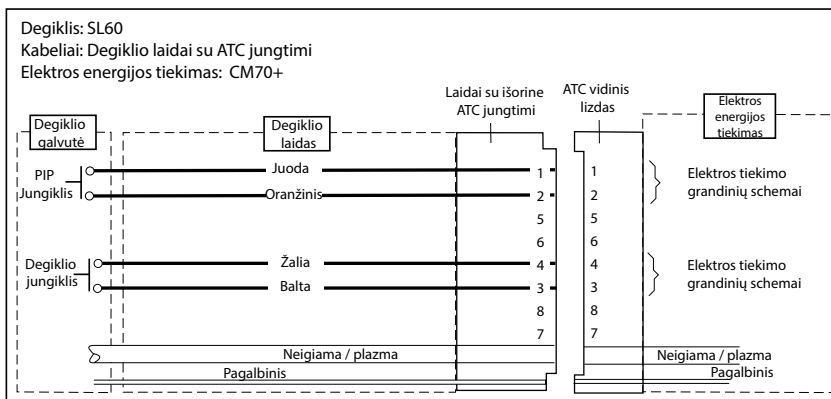 Degiklis: SL60
Kabeliai: Degiklio laidai su ATC jungtimi
Elektros energijos tiekimas: CM70+
Laidai su išorine
ATC jungtimi
ATC vidinis
lizdas
Elektros
energijos
tiekimas
Degiklio
galvutė
Degiklio
laidas
PIP
Jungiklis
Juoda
1
1
Oranžinis
2
2
Elektros tiekimo
grandinių schemai
5
5
6
6
Degiklio
jungiklis
Žalia
4
4
Balta
3
3
Elektros tiekimo
grandinių schemai
8
8
7
7
Neigiama / plazma
Neigiama / plazma
Pagalbinis
Pagalbinis